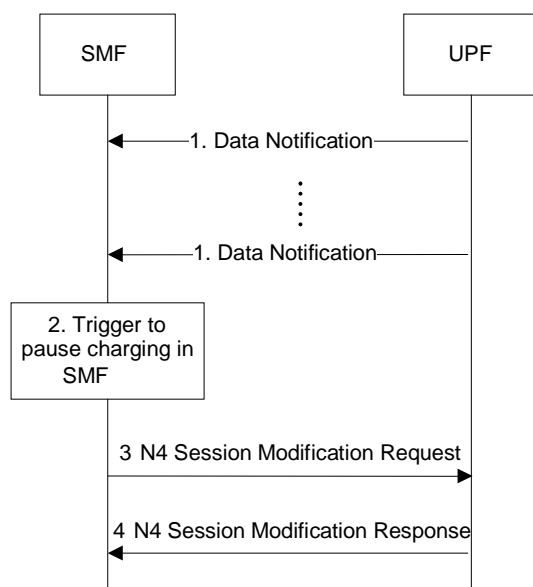 SMF
UPF
1. Data Notification
1. Data Notification
2. Trigger to
pause charging in
SMF
3 N4 Session Modification Request
4 N4 Session Modification Response